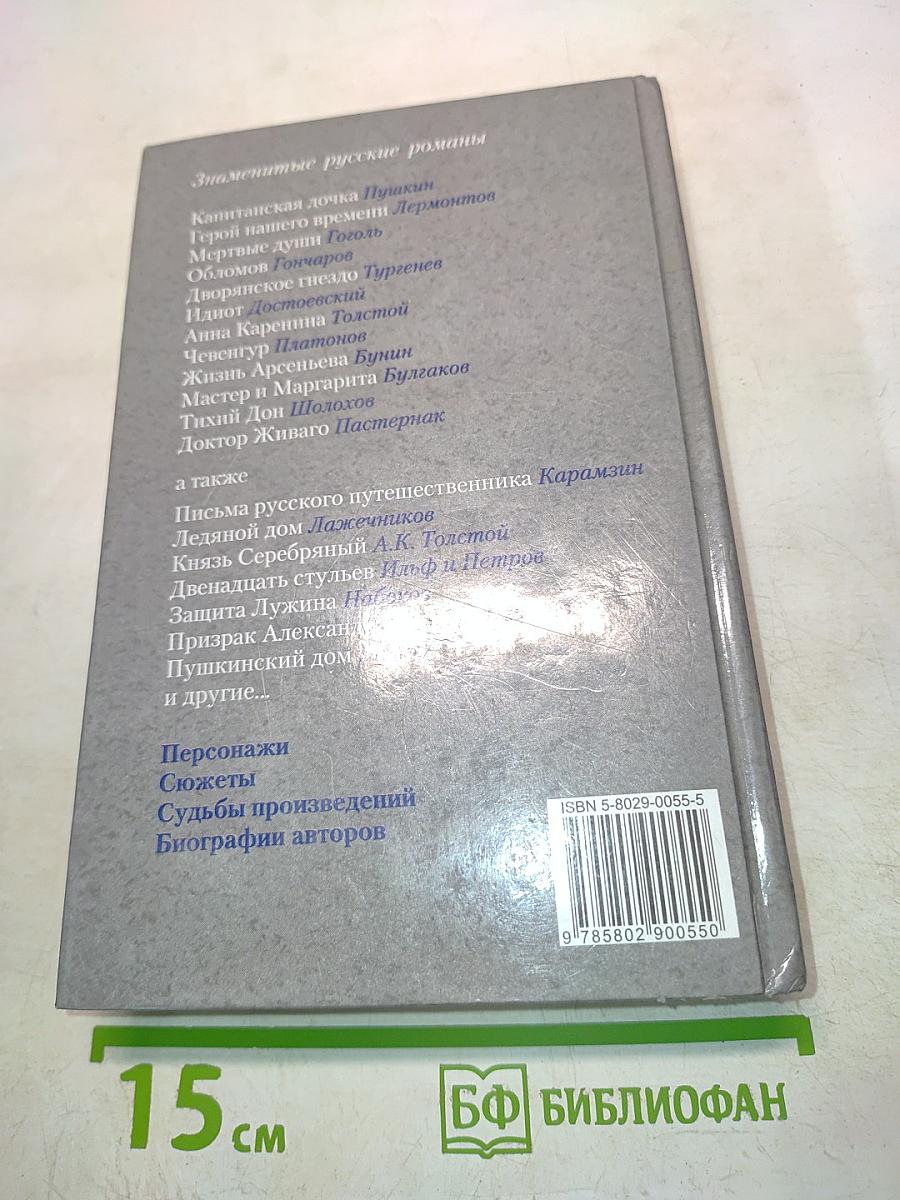 Знаменитые русские романы
Капитанская дочка Пушкин
Герой нашего времени Лермонтов
Мертвые души Гоголь
Обломов Гончаров
Дворянское гнездо Тургенев
Идиот Достоевский
Анна Каренина Толстой
Чевенгур Платонов
Жизнь Арсеньева Бунин
Мастер и Маргарита Булгаков
Тихий Дон Шолохов
Доктор Живаго Пастернак
а также
Письма русского путешественника Карамзин
Ледяной дом Лажечников
Князь Серебряный А.К. Толстой
Двенадцать стульев Ильф и Петров
Защита Лужина Набоков
Призрак
Пушкинский дом
и другие...
Персонажи
Сюжеты
Судьбы произведений
Биографии авторов
ISBN 5-8029-0055-5
9 785802 900550
15 см
БФ БИБЛИОФАН